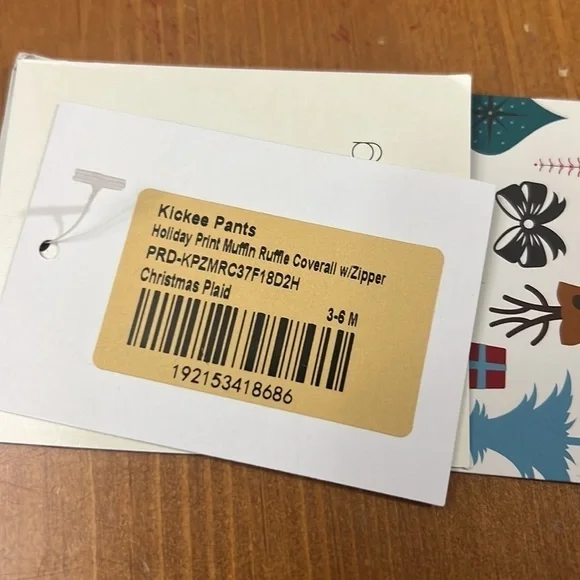 Kickee Pants
Holiday Print Muffin Ruffle Coverall w/Zipper
PRD-KPZMRC37F18D2H
Christmas Plaid
3-6 M
192153418686